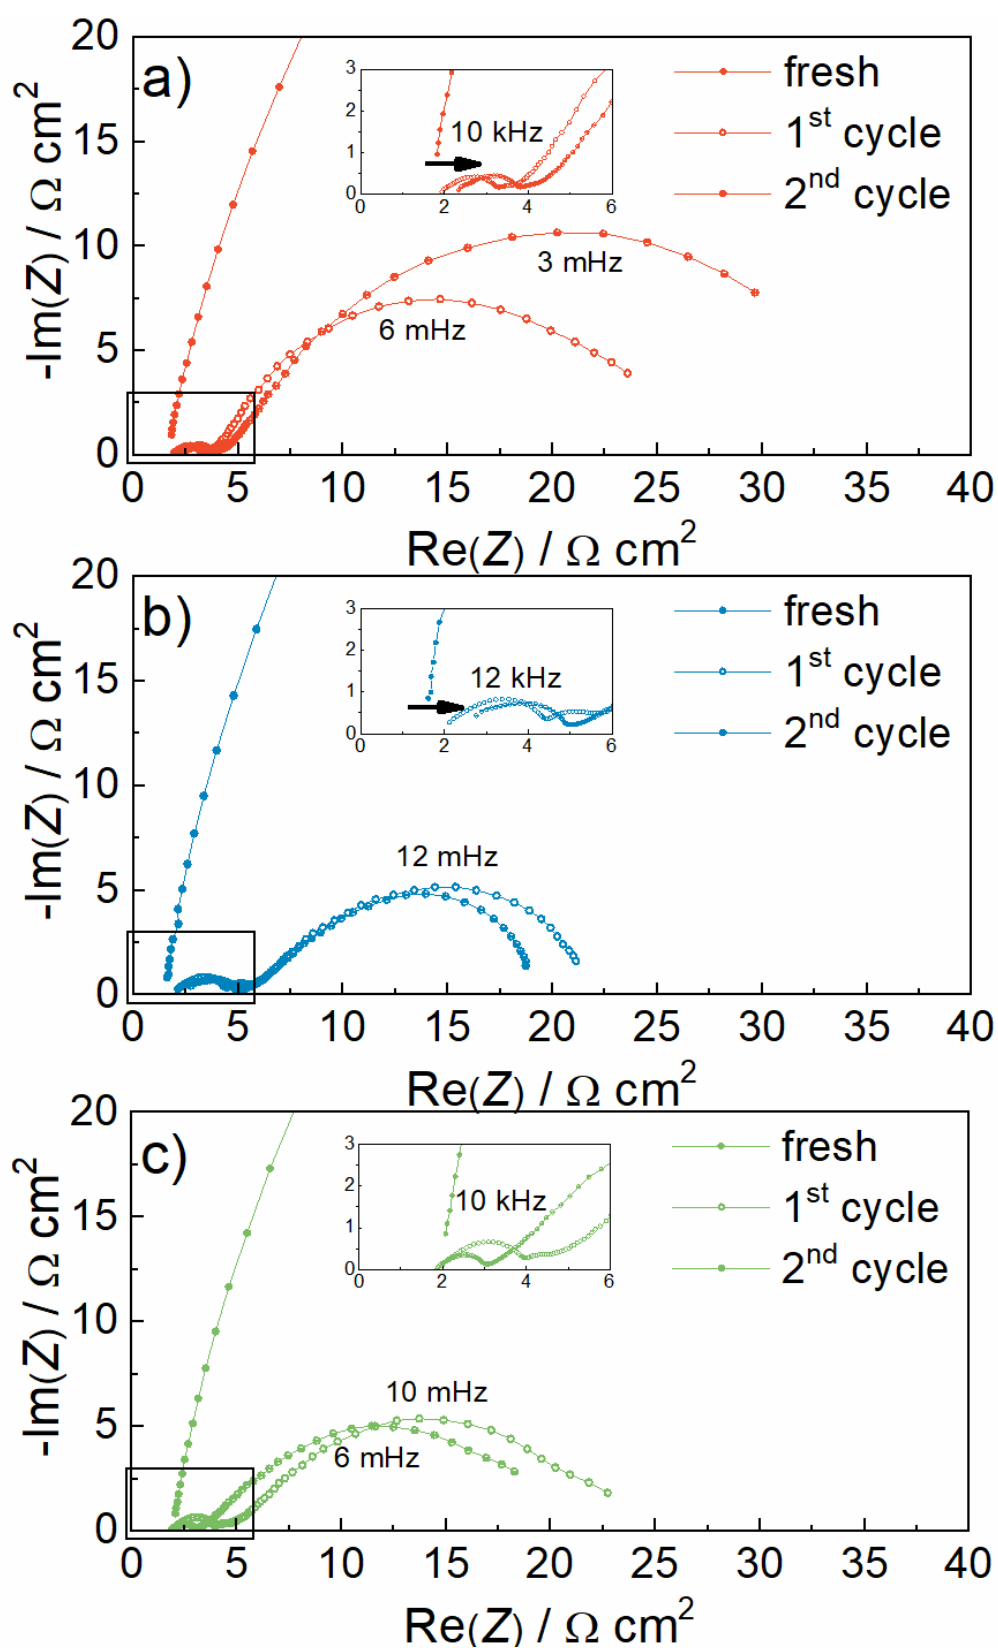 a)
20
15
10
5
0
-Im(Z) / Ω cm²
fresh
1st cycle
2nd cycle
3
2
1
0
10 kHz
0 2 4 6
3 mHz
6 mHz
0 5 10 15 20 25 30 35 40
Re(Z) / Ω cm²
b)
20
15
10
5
0
-Im(Z) / Ω cm²
fresh
1st cycle
2nd cycle
3
2
1
0
12 kHz
0 2 4 6
12 mHz
0 5 10 15 20 25 30 35 40
Re(Z) / Ω cm²
c)
20
15
10
5
0
-Im(Z) / Ω cm²
fresh
1st cycle
2nd cycle
3
2
1
0
10 kHz
0 2 4 6
10 mHz
6 mHz
0 5 10 15 20 25 30 35 40
Re(Z) / Ω cm²